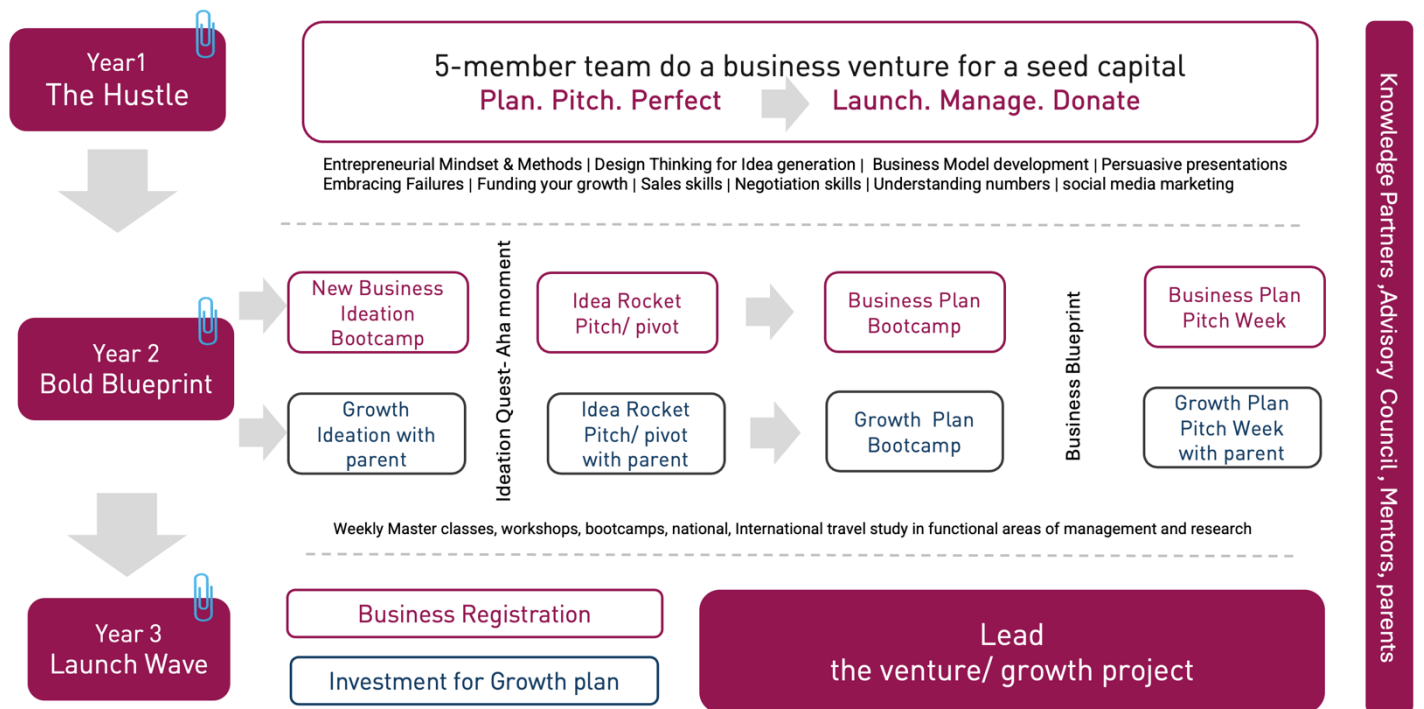 Year1
The Hustle
5-member team do a business venture for a seed capital
Plan. Pitch. Perfect
Launch. Manage. Donate
Entrepreneurial Mindset & Methods | Design Thinking for Idea generation | Business Model development | Persuasive presentations
Embracing Failures | Funding your growth | Sales skills | Negotiation skills | Understanding numbers | social media marketing
Year 2
Bold Blueprint
New Business
Ideation
Bootcamp
Growth
Ideation with
parent
Ideation Quest- Aha moment
Idea Rocket
Pitch/ pivot
Idea Rocket
Pitch/ pivot
with parent
Business Plan
Bootcamp
Growth Plan
Bootcamp
Business Blueprint
Business Plan
Pitch Week
Growth Plan
Pitch Week
with parent
Weekly Master classes, workshops, bootcamps, national, International travel study in functional areas of management and research
Year 3
Launch Wave
Business Registration
Investment for Growth plan
Lead
the venture/ growth project
Knowledge Partners ,Advisory Council , Mentors, parents